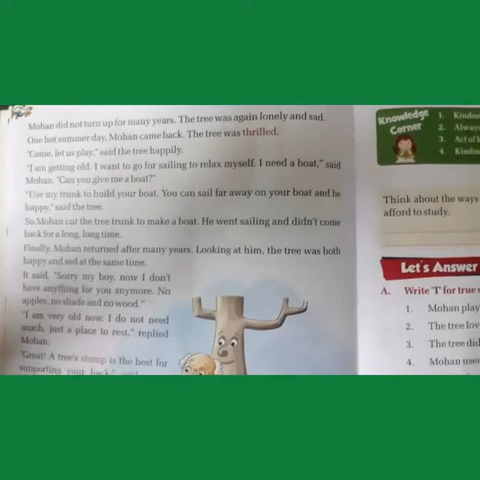 Mohan did not turn up for many years. The tree was again lonely and sad.
One hot summer day, Mohan came back. The tree was thrilled.
"Come, let us play," said the tree happily.
"I am getting old. I want to go for sailing to relax myself. I need a boat," said
Mohan. "Can you give me a boat?"
"Use my trunk to build your boat. You can sail far away on your boat and be
happy," said the tree.
So Mohan cut the tree trunk to make a boat. He went sailing and didn't come
back for a long, long time.
Finally, Mohan returned after many years. Looking at him, the tree was both
happy and sad at the same time.
It said, "Sorry my boy, now I don't
have anything for you anymore. No
apples, no shade and no wood."
"I am very old now. I do not need
much, just a place to rest," replied
Mohan.
"Great! A tree's stump is the best for
supporting your back,"
Knowledge
Corner
1. Kindne
2. Alway
3. Act of k
4. Kindne
Think about the ways
afford to study.
Let's Answer
A. Write 'T' for true
1. Mohan play
2. The tree lov
3. The tree did
4. Mohan used